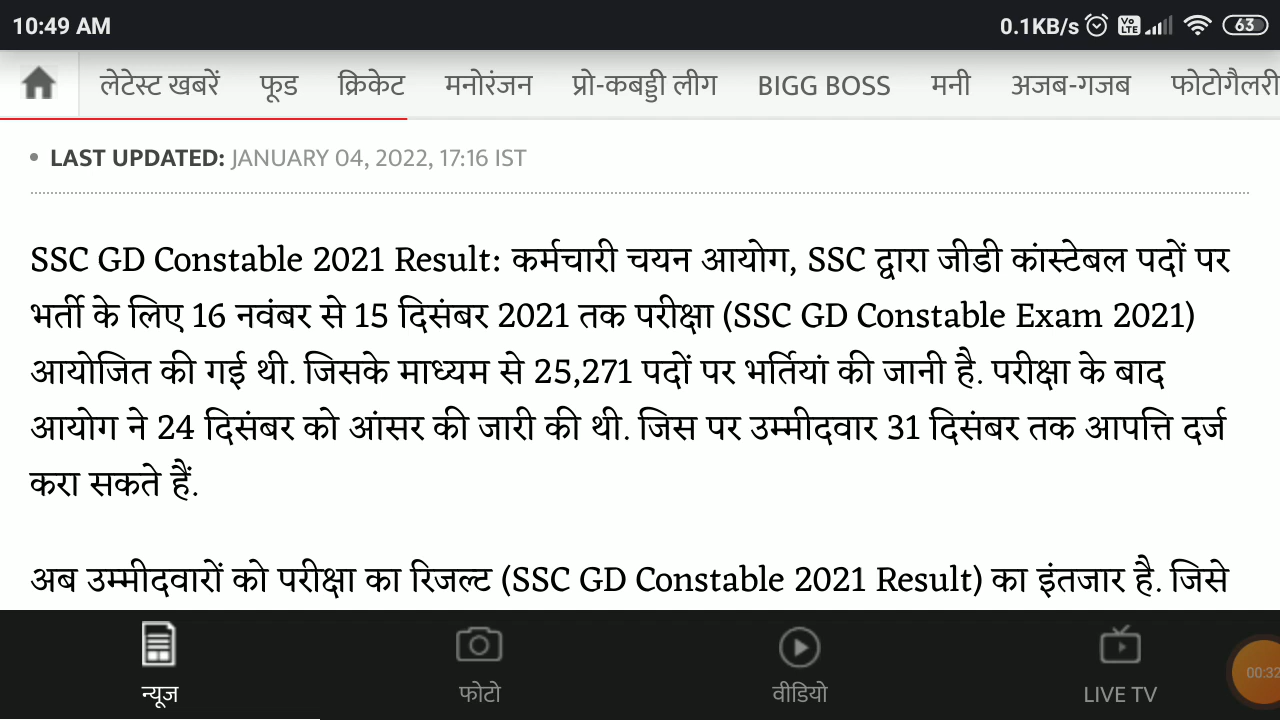 10:49 AM 0.1KB/s Vo LTE 63
लेटेस्ट खबरें फूड क्रिकेट मनोरंजन प्रो-कबड्डी लीग BIGG BOSS मनी अजब-गजब फोटोगैलरी
• LAST UPDATED: JANUARY 04, 2022, 17:16 IST
SSC GD Constable 2021 Result: कर्मचारी चयन आयोग, SSC द्वारा जीडी कांस्टेबल पदों पर
भर्ती के लिए 16 नवंबर से 15 दिसंबर 2021 तक परीक्षा (SSC GD Constable Exam 2021)
आयोजित की गई थी. जिसके माध्यम से 25,271 पदों पर भर्तियां की जानी है. परीक्षा के बाद
आयोग ने 24 दिसंबर को आंसर की जारी की थी. जिस पर उम्मीदवार 31 दिसंबर तक आपत्ति दर्ज
करा सकते हैं.
अब उम्मीदवारों को परीक्षा का रिजल्ट (SSC GD Constable 2021 Result) का इंतजार है. जिसे
न्यूज फोटो वीडियो LIVE TV
00:32